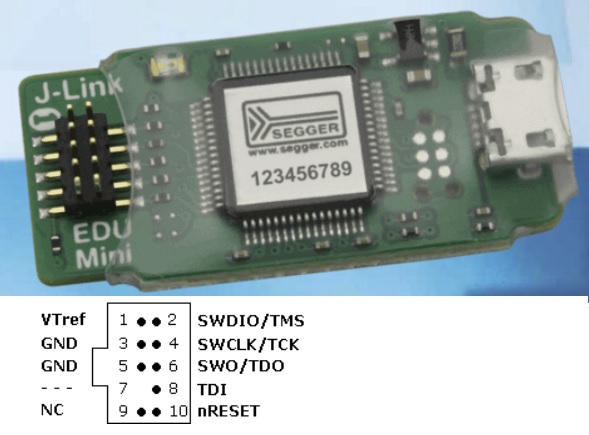 J-Link
SEGGER
www.segger.com
123456789
EDU
Mini
VTref 1 2 SWDIO/TMS
GND 3 4 SWCLK/TCK
GND 5 6 SWO/TDO
--- 7 8 TDI
NC 9 10 nRESET